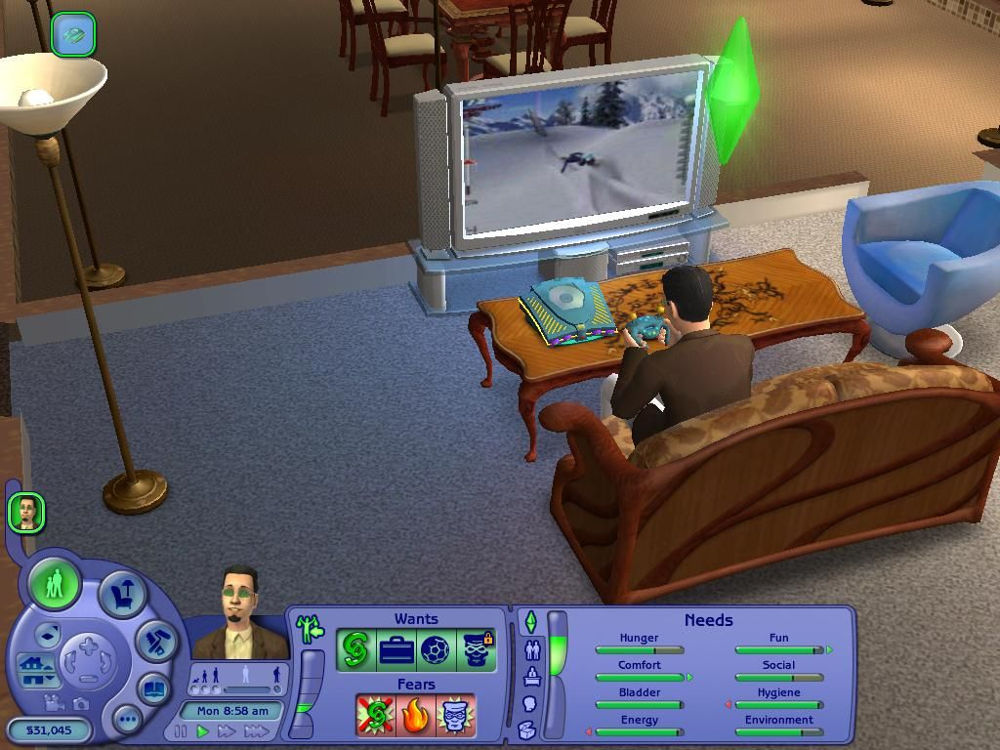 Wants
Fears
Needs
Hunger
Fun
Comfort
Social
Bladder
Hygiene
Energy
Environment
Mon 8:58 am
§31,045